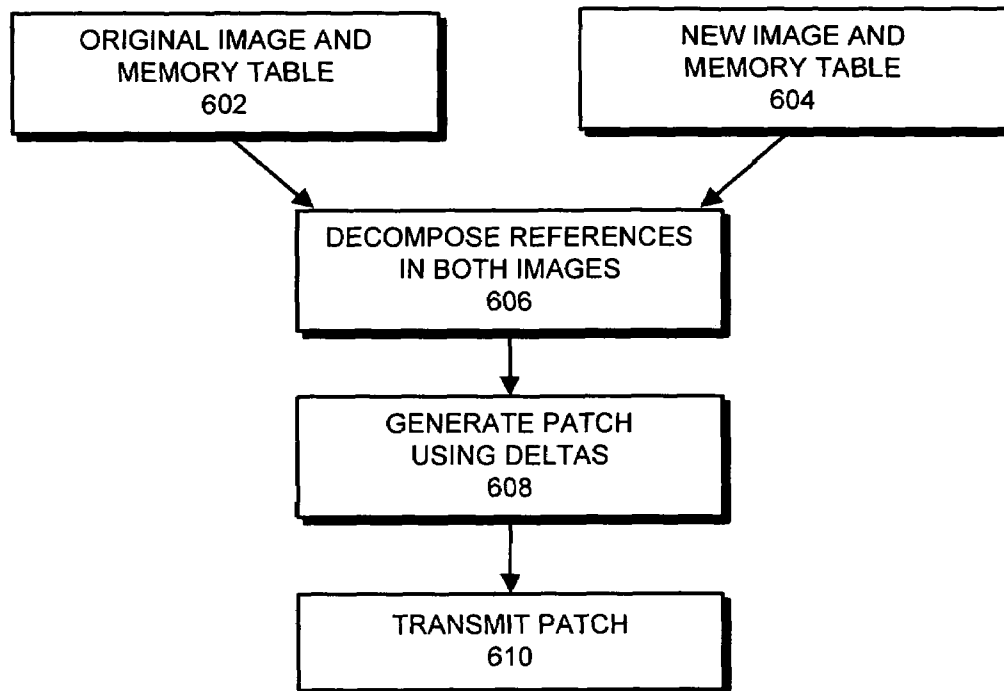 ORIGINAL IMAGE AND
MEMORY TABLE
602
NEW IMAGE AND
MEMORY TABLE
604
DECOMPOSE REFERENCES
IN BOTH IMAGES
606
GENERATE PATCH
USING DELTAS
608
TRANSMIT PATCH
610